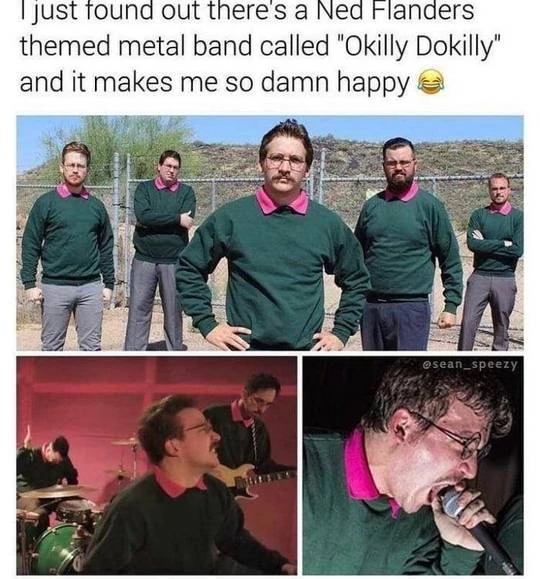 I just found out there's a Ned Flanders
themed metal band called "Okilly Dokilly"
and it makes me so damn happy 😂
@sean_speezy